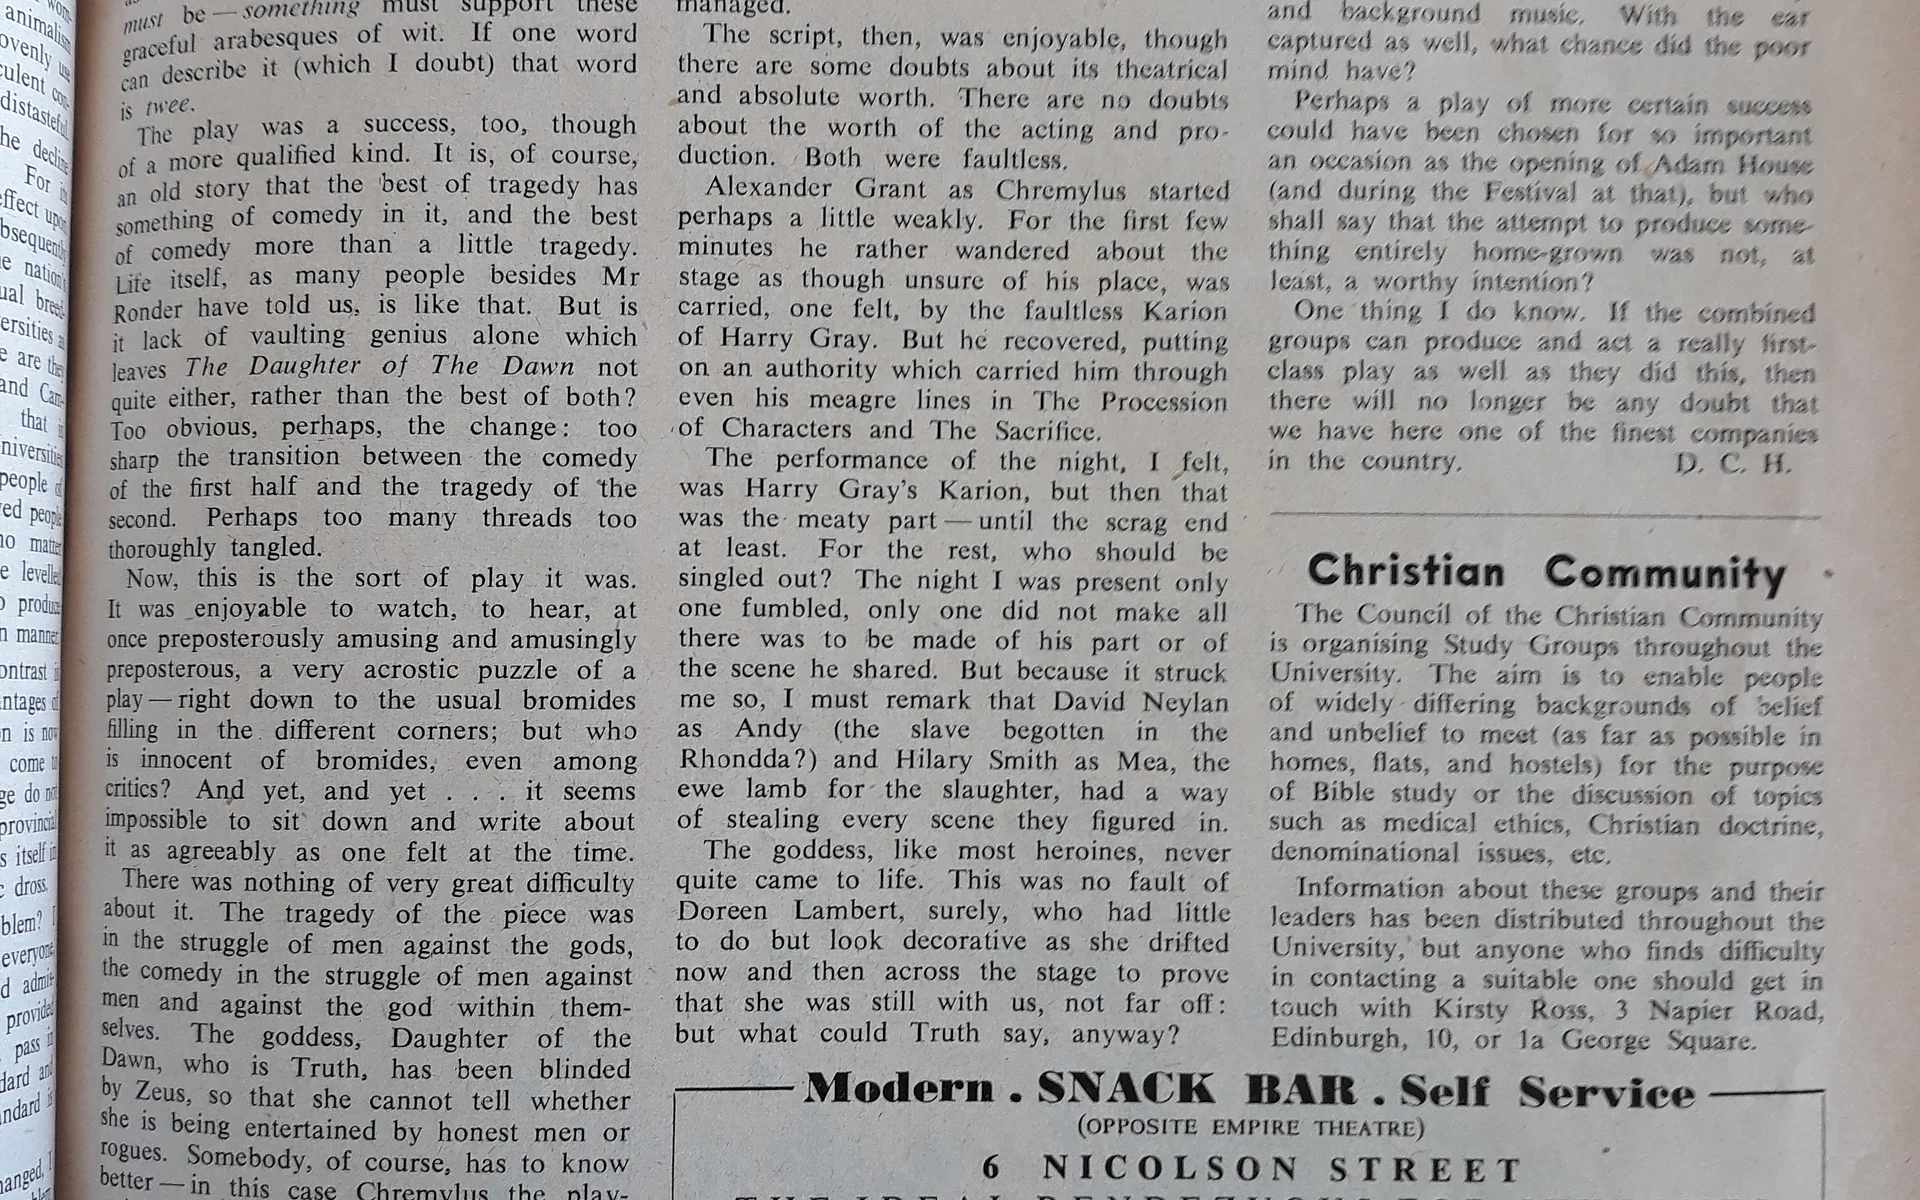 must be — something must support these
graceful arabesques of wit. If one word
can describe it (which I doubt) that word
is twee.
The play was a success, too, though
of a more qualified kind. It is, of course,
an old story that the best of tragedy has
something of comedy in it, and the best
of comedy more than a little tragedy.
Life itself, as many people besides Mr
Ronder have told us, is like that. But is
it lack of vaulting genius alone which
leaves The Daughter of The Dawn not
quite either, rather than the best of both?
Too obvious, perhaps, the change: too
sharp the transition between the comedy
of the first half and the tragedy of the
second. Perhaps too many threads too
thoroughly tangled.
Now, this is the sort of play it was.
It was enjoyable to watch, to hear, at
once preposterously amusing and amusingly
preposterous, a very acrostic puzzle of a
play — right down to the usual bromides
filling in the different corners; but who
is innocent of bromides, even among
critics? And yet, and yet . . . it seems
impossible to sit down and write about
it as agreeably as one felt at the time.
There was nothing of very great difficulty
about it. The tragedy of the piece was
in the struggle of men against the gods,
the comedy in the struggle of men against
men and against the god within them-
selves. The goddess, Daughter of the
Dawn, who is Truth, has been blinded
by Zeus, so that she cannot tell whether
she is being entertained by honest men or
rogues. Somebody, of course, has to know
better — in this case Chremylus the play-
managed.
The script, then, was enjoyable, though
there are some doubts about its theatrical
and absolute worth. There are no doubts
about the worth of the acting and pro-
duction. Both were faultless.
Alexander Grant as Chremylus started
perhaps a little weakly. For the first few
minutes he rather wandered about the
stage as though unsure of his place, was
carried, one felt, by the faultless Karion
of Harry Gray. But he recovered, putting
on an authority which carried him through
even his meagre lines in The Procession
of Characters and The Sacrifice.
The performance of the night, I felt,
was Harry Gray's Karion, but then that
was the meaty part — until the scrag end
at least. For the rest, who should be
singled out? The night I was present only
one fumbled, only one did not make all
there was to be made of his part or of
the scene he shared. But because it struck
me so, I must remark that David Neylan
as Andy (the slave begotten in the
Rhondda?) and Hilary Smith as Mea, the
ewe lamb for the slaughter, had a way
of stealing every scene they figured in.
The goddess, like most heroines, never
quite came to life. This was no fault of
Doreen Lambert, surely, who had little
to do but look decorative as she drifted
now and then across the stage to prove
that she was still with us, not far off:
but what could Truth say, anyway?
and background music. With the ear
captured as well, what chance did the poor
mind have?
Perhaps a play of more certain success
could have been chosen for so important
an occasion as the opening of Adam House
(and during the Festival at that), but who
shall say that the attempt to produce some-
thing entirely home-grown was not, at
least, a worthy intention?
One thing I do know. If the combined
groups can produce and act a really first-
class play as well as they did this, then
there will no longer be any doubt that
we have here one of the finest companies
in the country. D. C. H.
Christian Community
The Council of the Christian Community
is organising Study Groups throughout the
University. The aim is to enable people
of widely differing backgrounds of belief
and unbelief to meet (as far as possible in
homes, flats, and hostels) for the purpose
of Bible study or the discussion of topics
such as medical ethics, Christian doctrine,
denominational issues, etc.
Information about these groups and their
leaders has been distributed throughout the
University, but anyone who finds difficulty
in contacting a suitable one should get in
touch with Kirsty Ross, 3 Napier Road,
Edinburgh, 10, or 1a George Square.
Modern . SNACK BAR . Self Service
(OPPOSITE EMPIRE THEATRE)
6 NICOLSON STREET